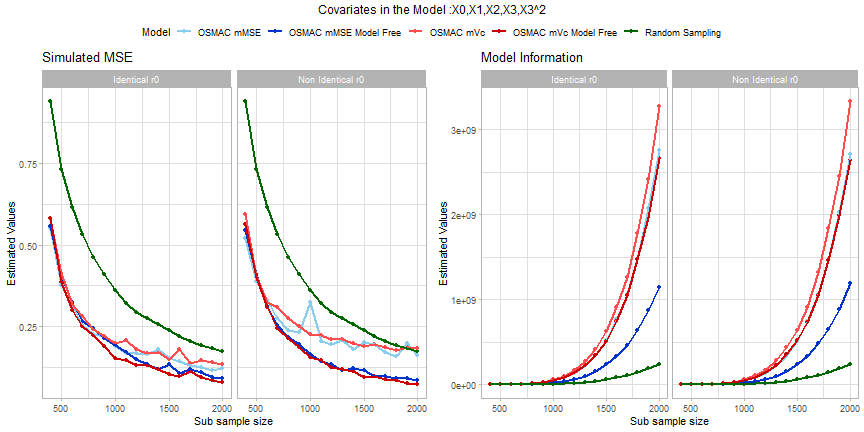 Covariates in the Model :X0,X1,X2,X3,X3^2
Model OSMAC mMSE OSMAC mMSE Model Free OSMAC mVc OSMAC mVc Model Free Random Sampling
Simulated MSE
Model Information
Identical r0 Non Identical r0
Identical r0 Non Identical r0
Estimated Values
0.75
0.50
0.25
500 1000 1500 2000 500 1000 1500 2000
Sub sample size
Estimated Values
3e+09
2e+09
1e+09
0e+00
500 1000 1500 2000 500 1000 1500 2000
Sub sample size